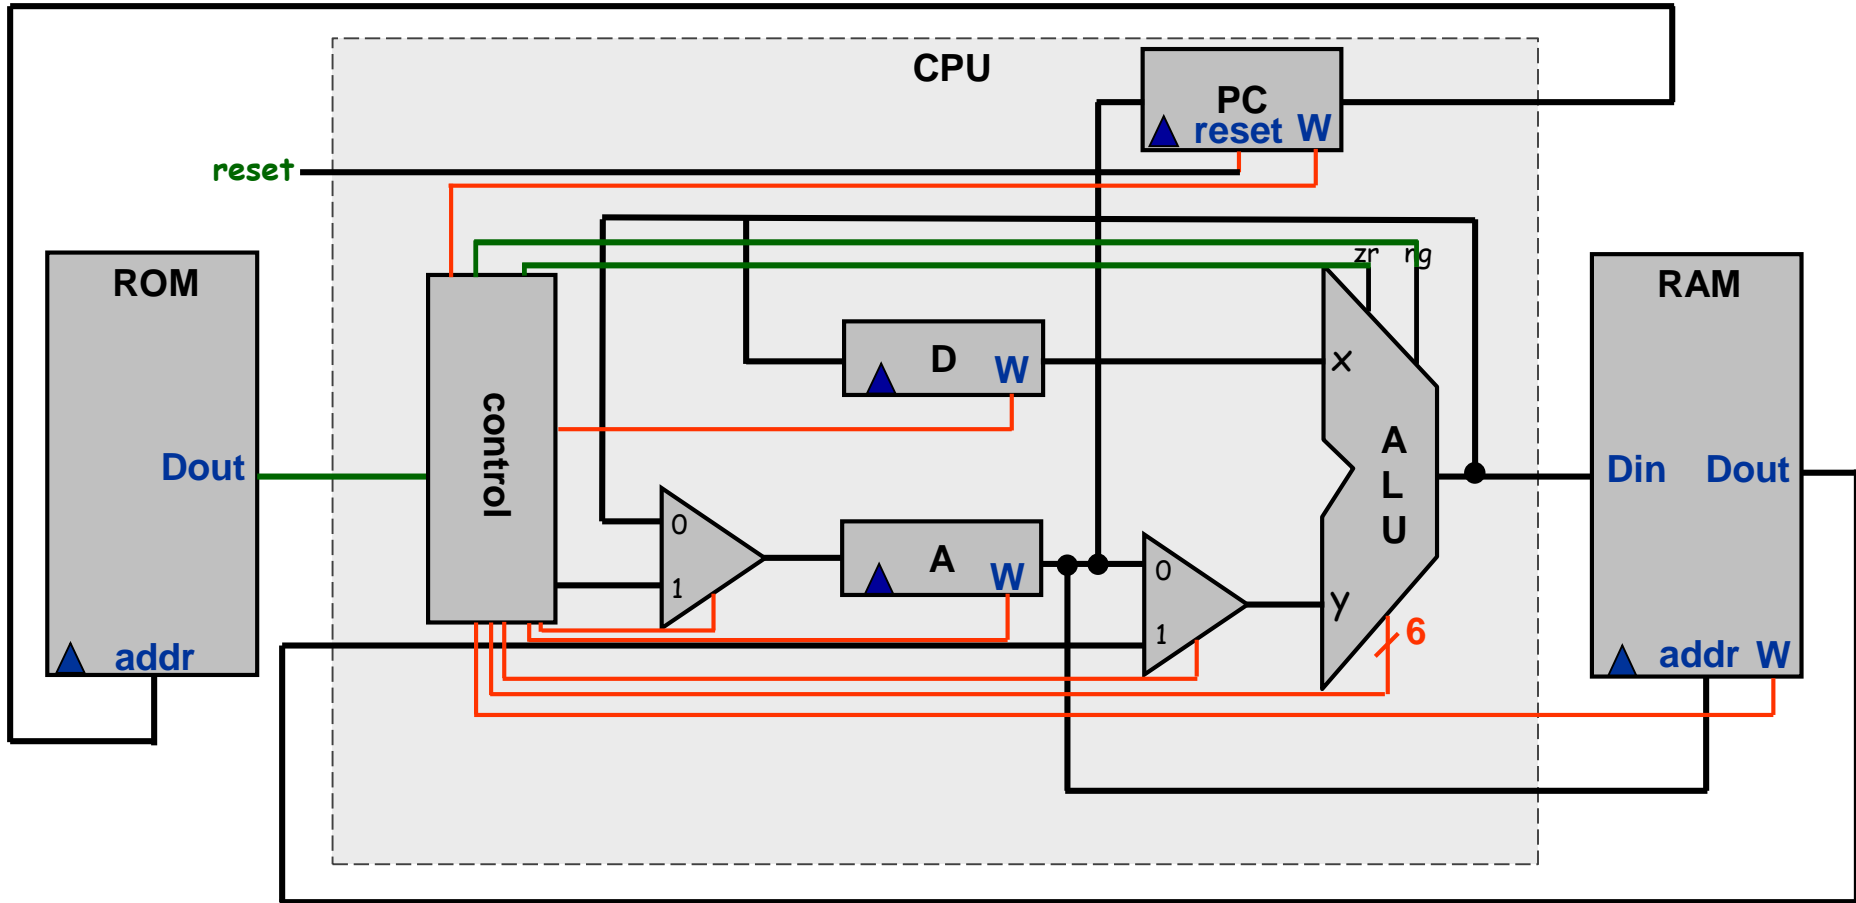 CPU
PC
reset W
reset
zr ng
ROM
RAM
D W
x
control
A
L
U
Dout
Din Dout
0
1
A W
0
1
y
6
addr
addr W